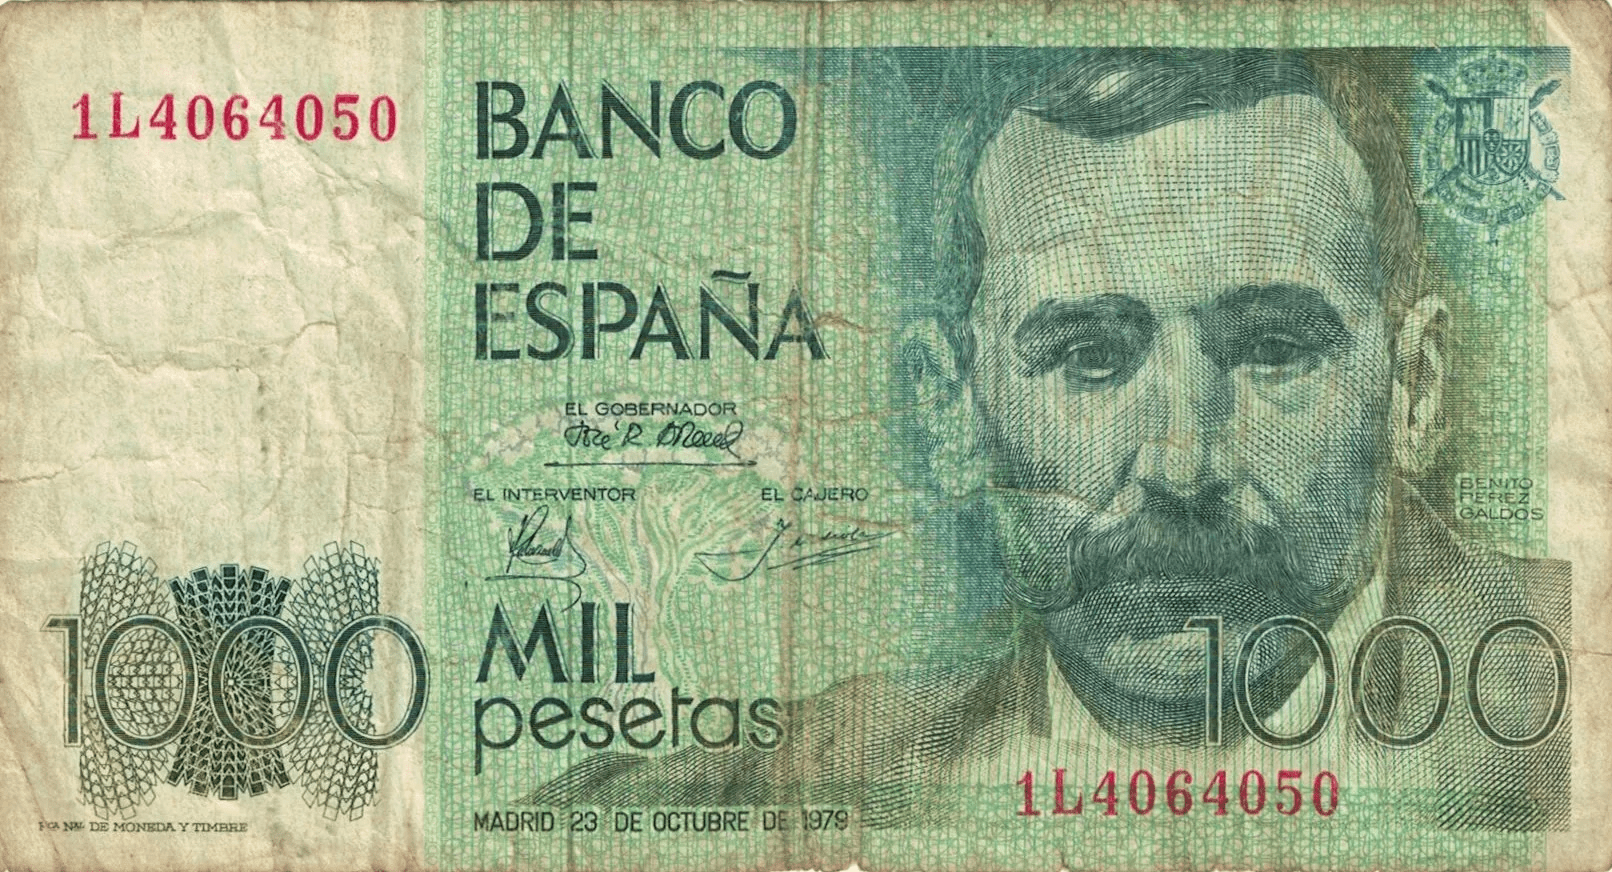 1L4064050
BANCO
DE
ESPAÑA
EL GOBERNADOR
EL INTERVENTOR
EL CAJERO
BENITO
PEREZ
GALDOS
MIL
pesetas
1000
1000
1L4064050
MADRID 23 DE OCTUBRE DE 1979
FCA NAL DE MONEDA Y TIMBRE